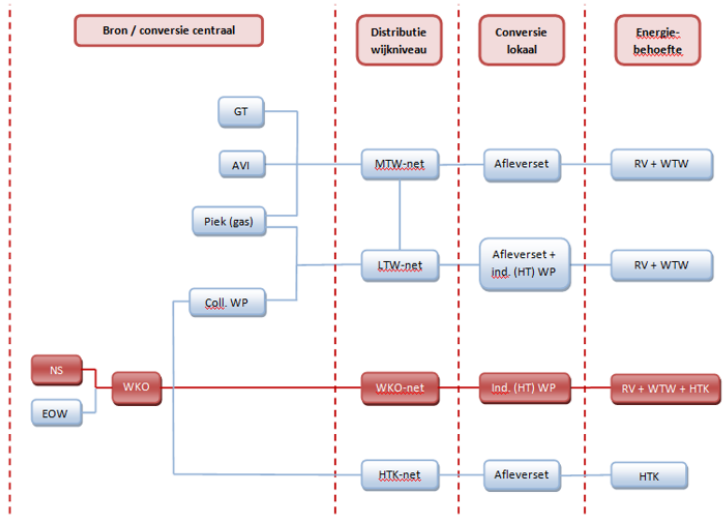 Bron / conversie centraal
Distributie
wijkniveau
Conversie
lokaal
Energie-
behoefte
GT
AVI
MTW-net
Afleverset
RV + WTW
Piek (gas)
LTW-net
Afleverset +
ind. (HT) WP
RV + WTW
Coll. WP
NS
WKO
WKO-net
Ind. (HT) WP
RV + WTW + HTK
EOW
HTK-net
Afleverset
HTK